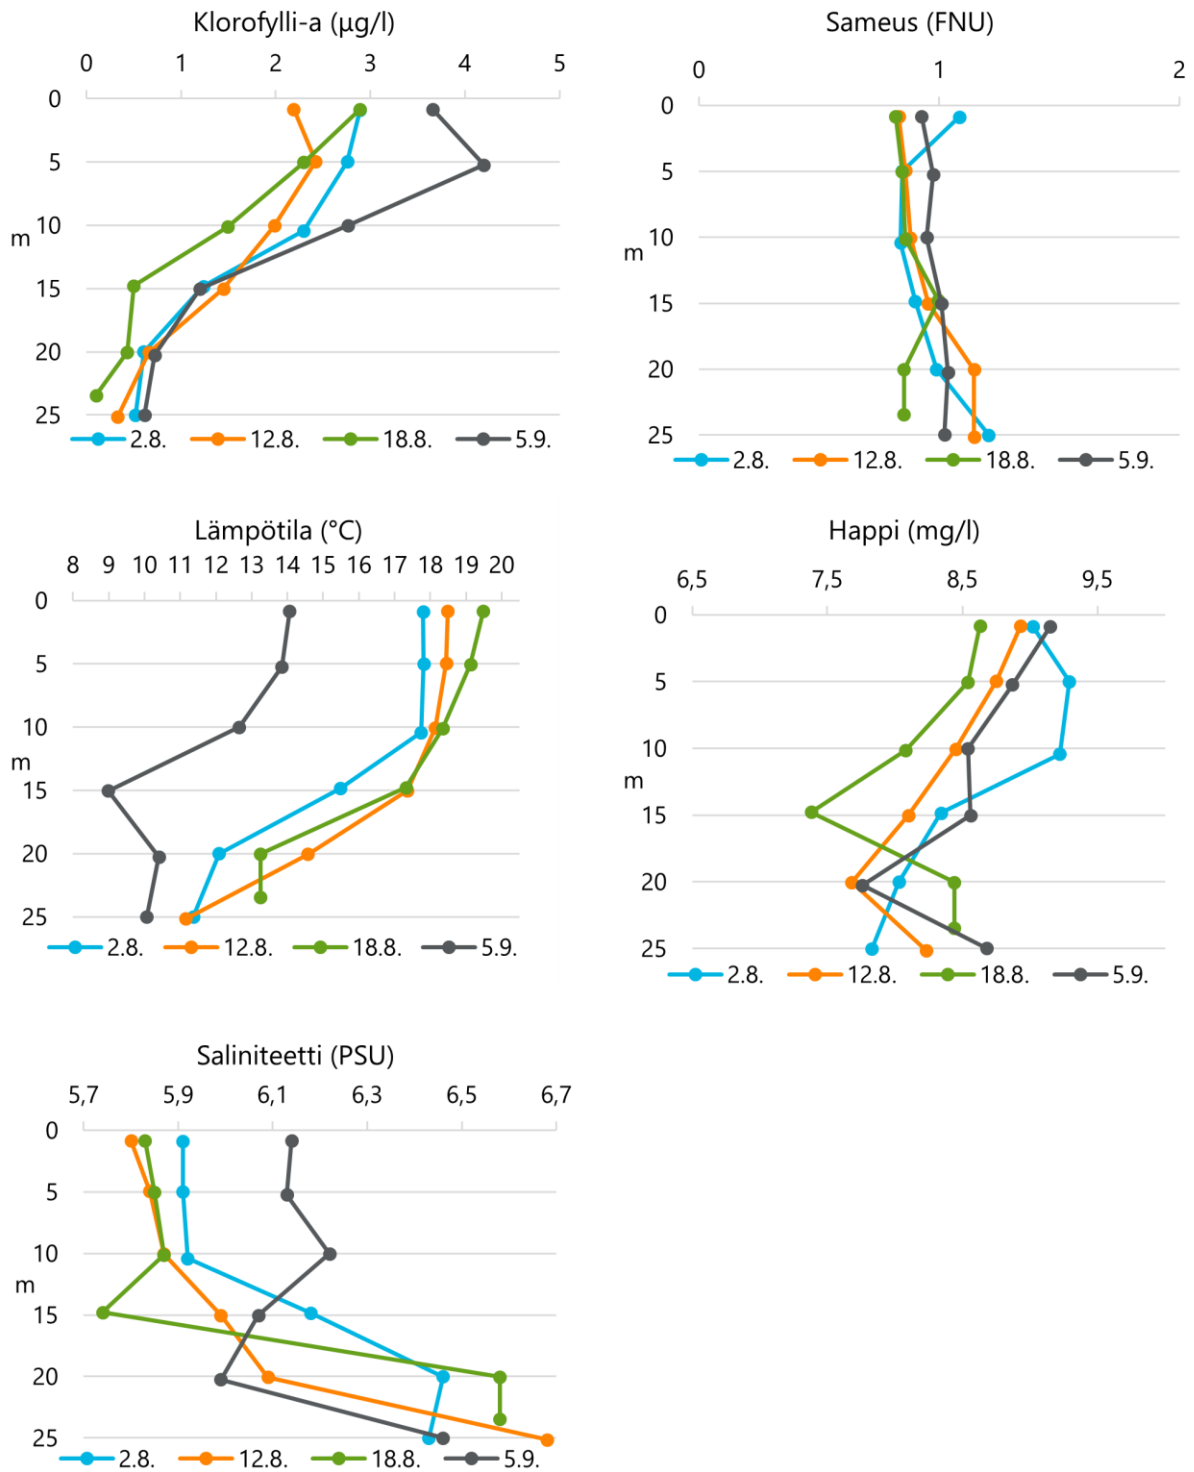 Klorofylli-a (µg/l)
0 1 2 3 4 5
0
5
10
m
15
20
25
2.8. 12.8. 18.8. 5.9.
Sameus (FNU)
0 1 2
0
5
10
m
15
20
25
2.8. 12.8. 18.8. 5.9.
Lämpötila (°C)
8 9 10 11 12 13 14 15 16 17 18 19 20
0
5
10
m
15
20
25
2.8. 12.8. 18.8. 5.9.
Happi (mg/l)
6,5 7,5 8,5 9,5
0
5
10
m
15
20
25
2.8. 12.8. 18.8. 5.9.
Saliniteetti (PSU)
5,7 5,9 6,1 6,3 6,5 6,7
0
5
10
m
15
20
25
2.8. 12.8. 18.8. 5.9.